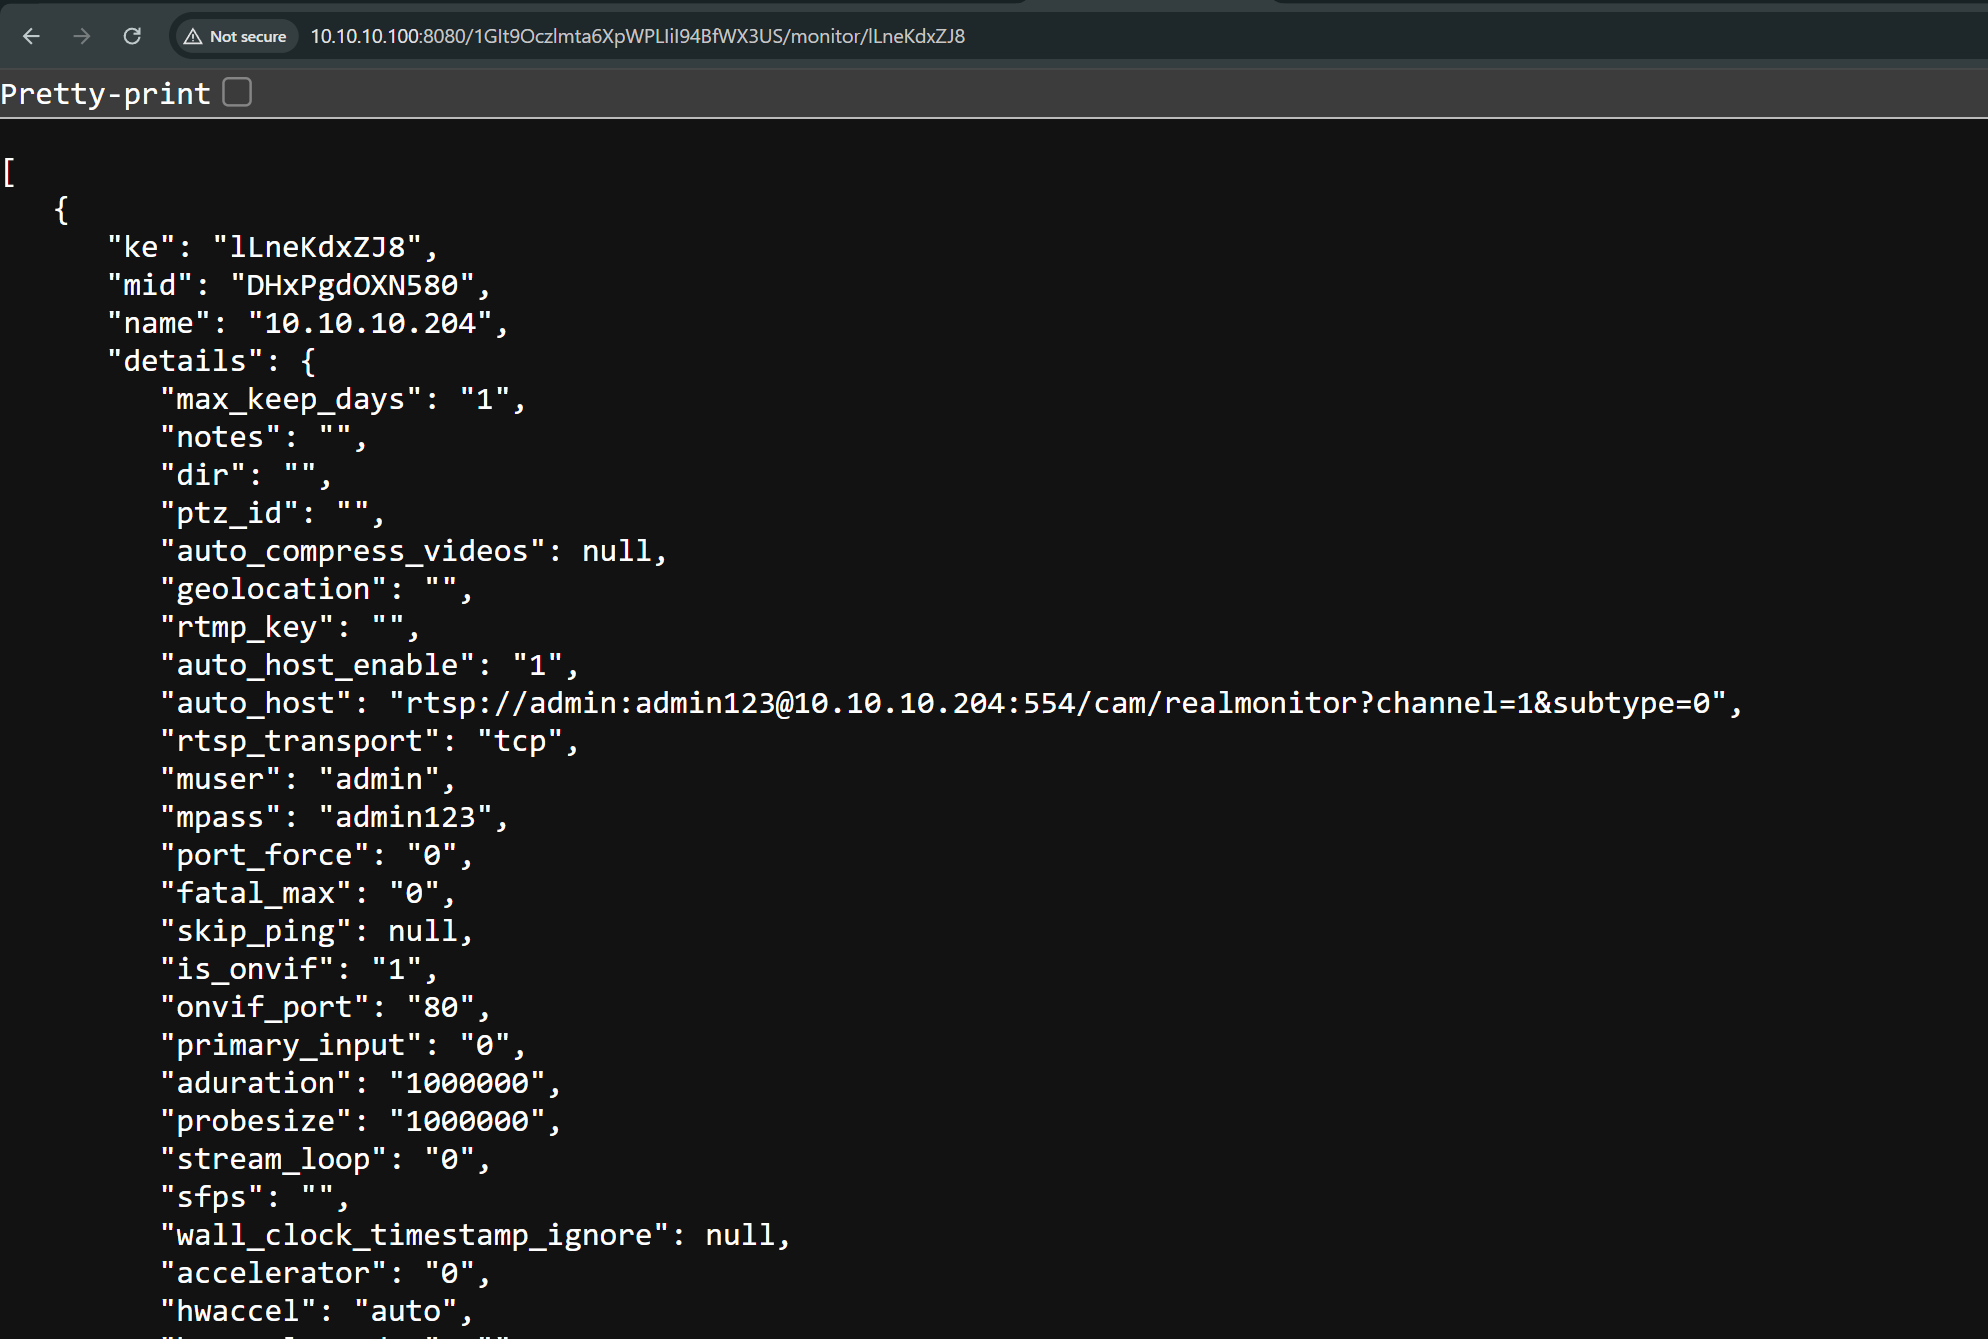 Not secure 10.10.10.100:8080/1GIt9Oczlmta6XpWPLIiI94BfWX3US/monitor/lLneKdxZJ8
Pretty-print
[
{
"ke": "lLneKdxZJ8",
"mid": "DHxPgdOXN580",
"name": "10.10.10.204",
"details": {
"max_keep_days": "1",
"notes": "",
"dir": "",
"ptz_id": "",
"auto_compress_videos": null,
"geolocation": "",
"rtmp_key": "",
"auto_host_enable": "1",
"auto_host": "rtsp://admin:admin123@10.10.10.204:554/cam/realmonitor?channel=1&subtype=0",
"rtsp_transport": "tcp",
"muser": "admin",
"mpass": "admin123",
"port_force": "0",
"fatal_max": "0",
"skip_ping": null,
"is_onvif": "1",
"onvif_port": "80",
"primary_input": "0",
"aduration": "1000000",
"probesize": "1000000",
"stream_loop": "0",
"sfps": "",
"wall_clock_timestamp_ignore": null,
"accelerator": "0",
"hwaccel": "auto",